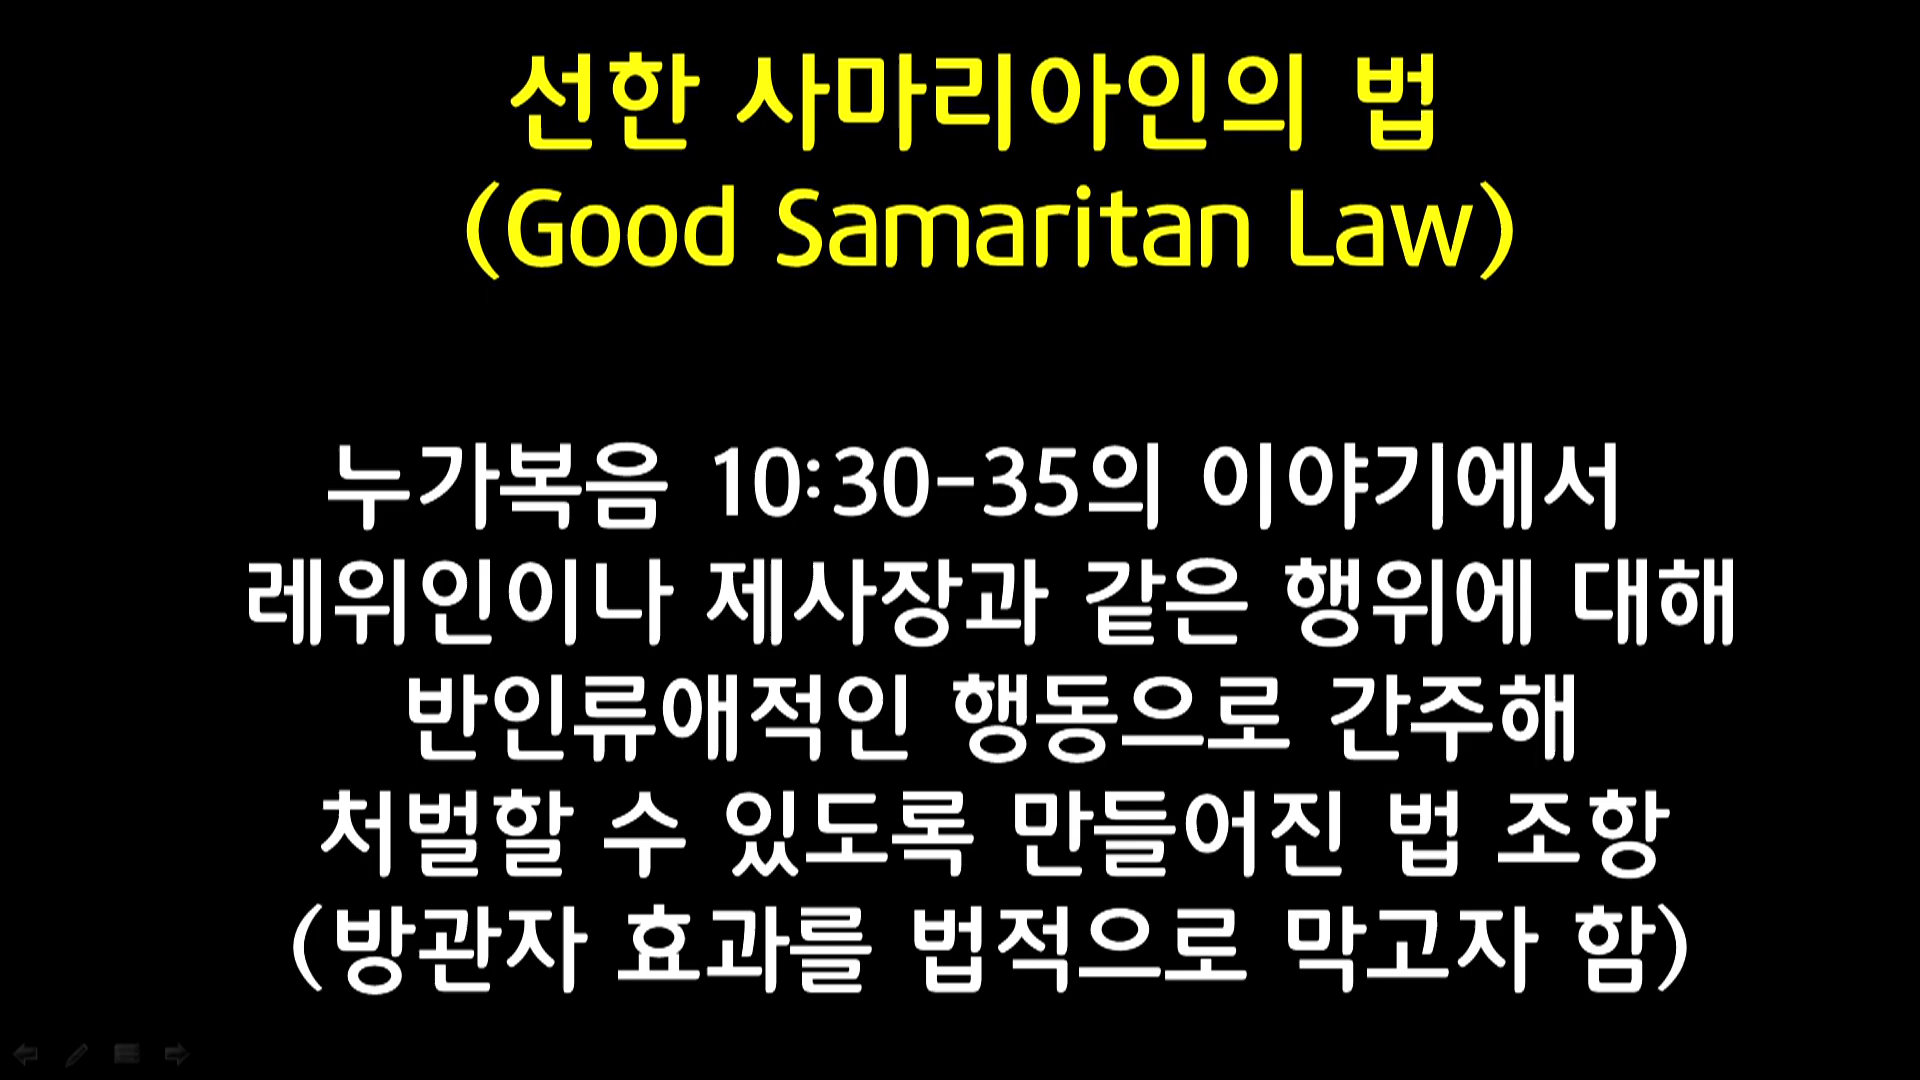 선한 사마리아인의 법
(Good Samaritan Law)
누가복음 10:30-35의 이야기에서
레위인이나 제사장과 같은 행위에 대해
반인류애적인 행동으로 간주해
처벌할 수 있도록 만들어진 법 조항
(방관자 효과를 법적으로 막고자 함)